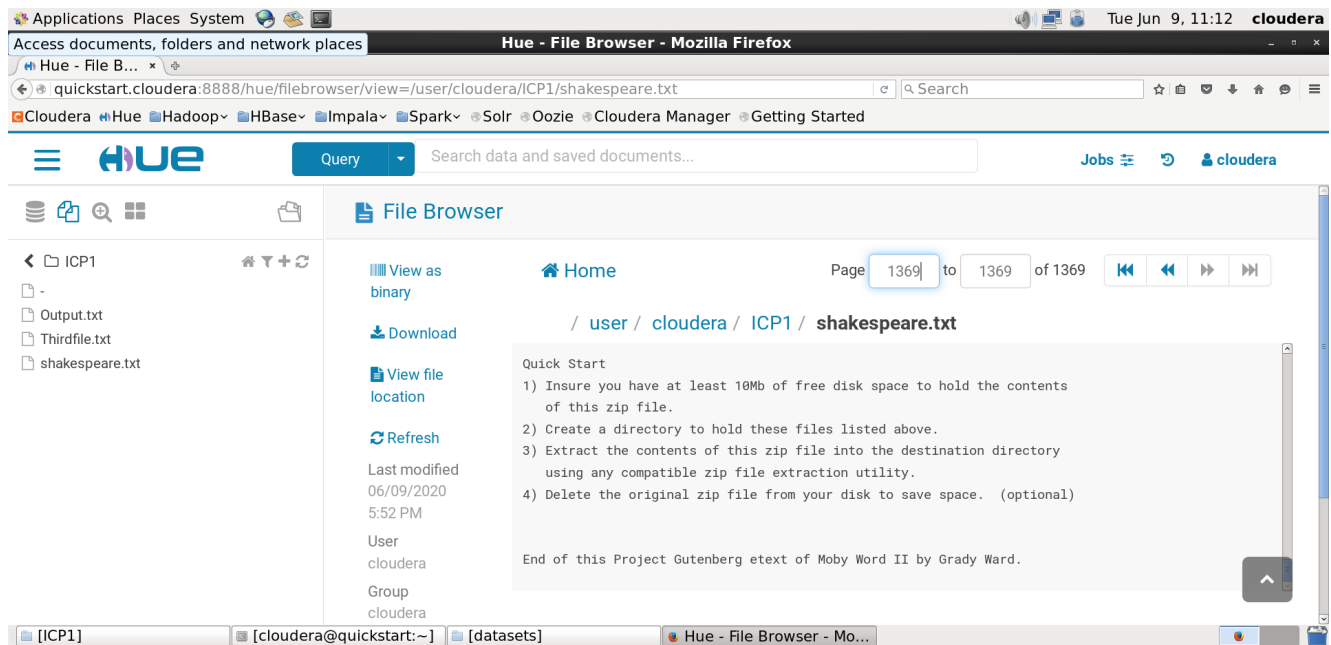 Applications Places System
Tue Jun 9, 11:12 cloudera
Access documents, folders and network places
Hue - File Browser - Mozilla Firefox
Hue - File B...
quickstart.cloudera:8888/hue/filebrowser/view=/user/cloudera/ICP1/shakespeare.txt
Search
Cloudera Hue Hadoop HBase Impala Spark Solr Oozie Cloudera Manager Getting Started
HUE Query Search data and saved documents... Jobs cloudera
File Browser
ICP1
-
Output.txt
Thirdfile.txt
shakespeare.txt
View as
binary
Download
View file
location
Refresh
Last modified
06/09/2020
5:52 PM
User
cloudera
Group
cloudera
Home
Page 1369 to 1369 of 1369
/ user / cloudera / ICP1 / shakespeare.txt
Quick Start
1) Insure you have at least 10Mb of free disk space to hold the contents
of this zip file.
2) Create a directory to hold these files listed above.
3) Extract the contents of this zip file into the destination directory
using any compatible zip file extraction utility.
4) Delete the original zip file from your disk to save space. (optional)
End of this Project Gutenberg etext of Moby Word II by Grady Ward.
[ICP1]
[cloudera@quickstart:~]
[datasets]
Hue - File Browser - Mo...